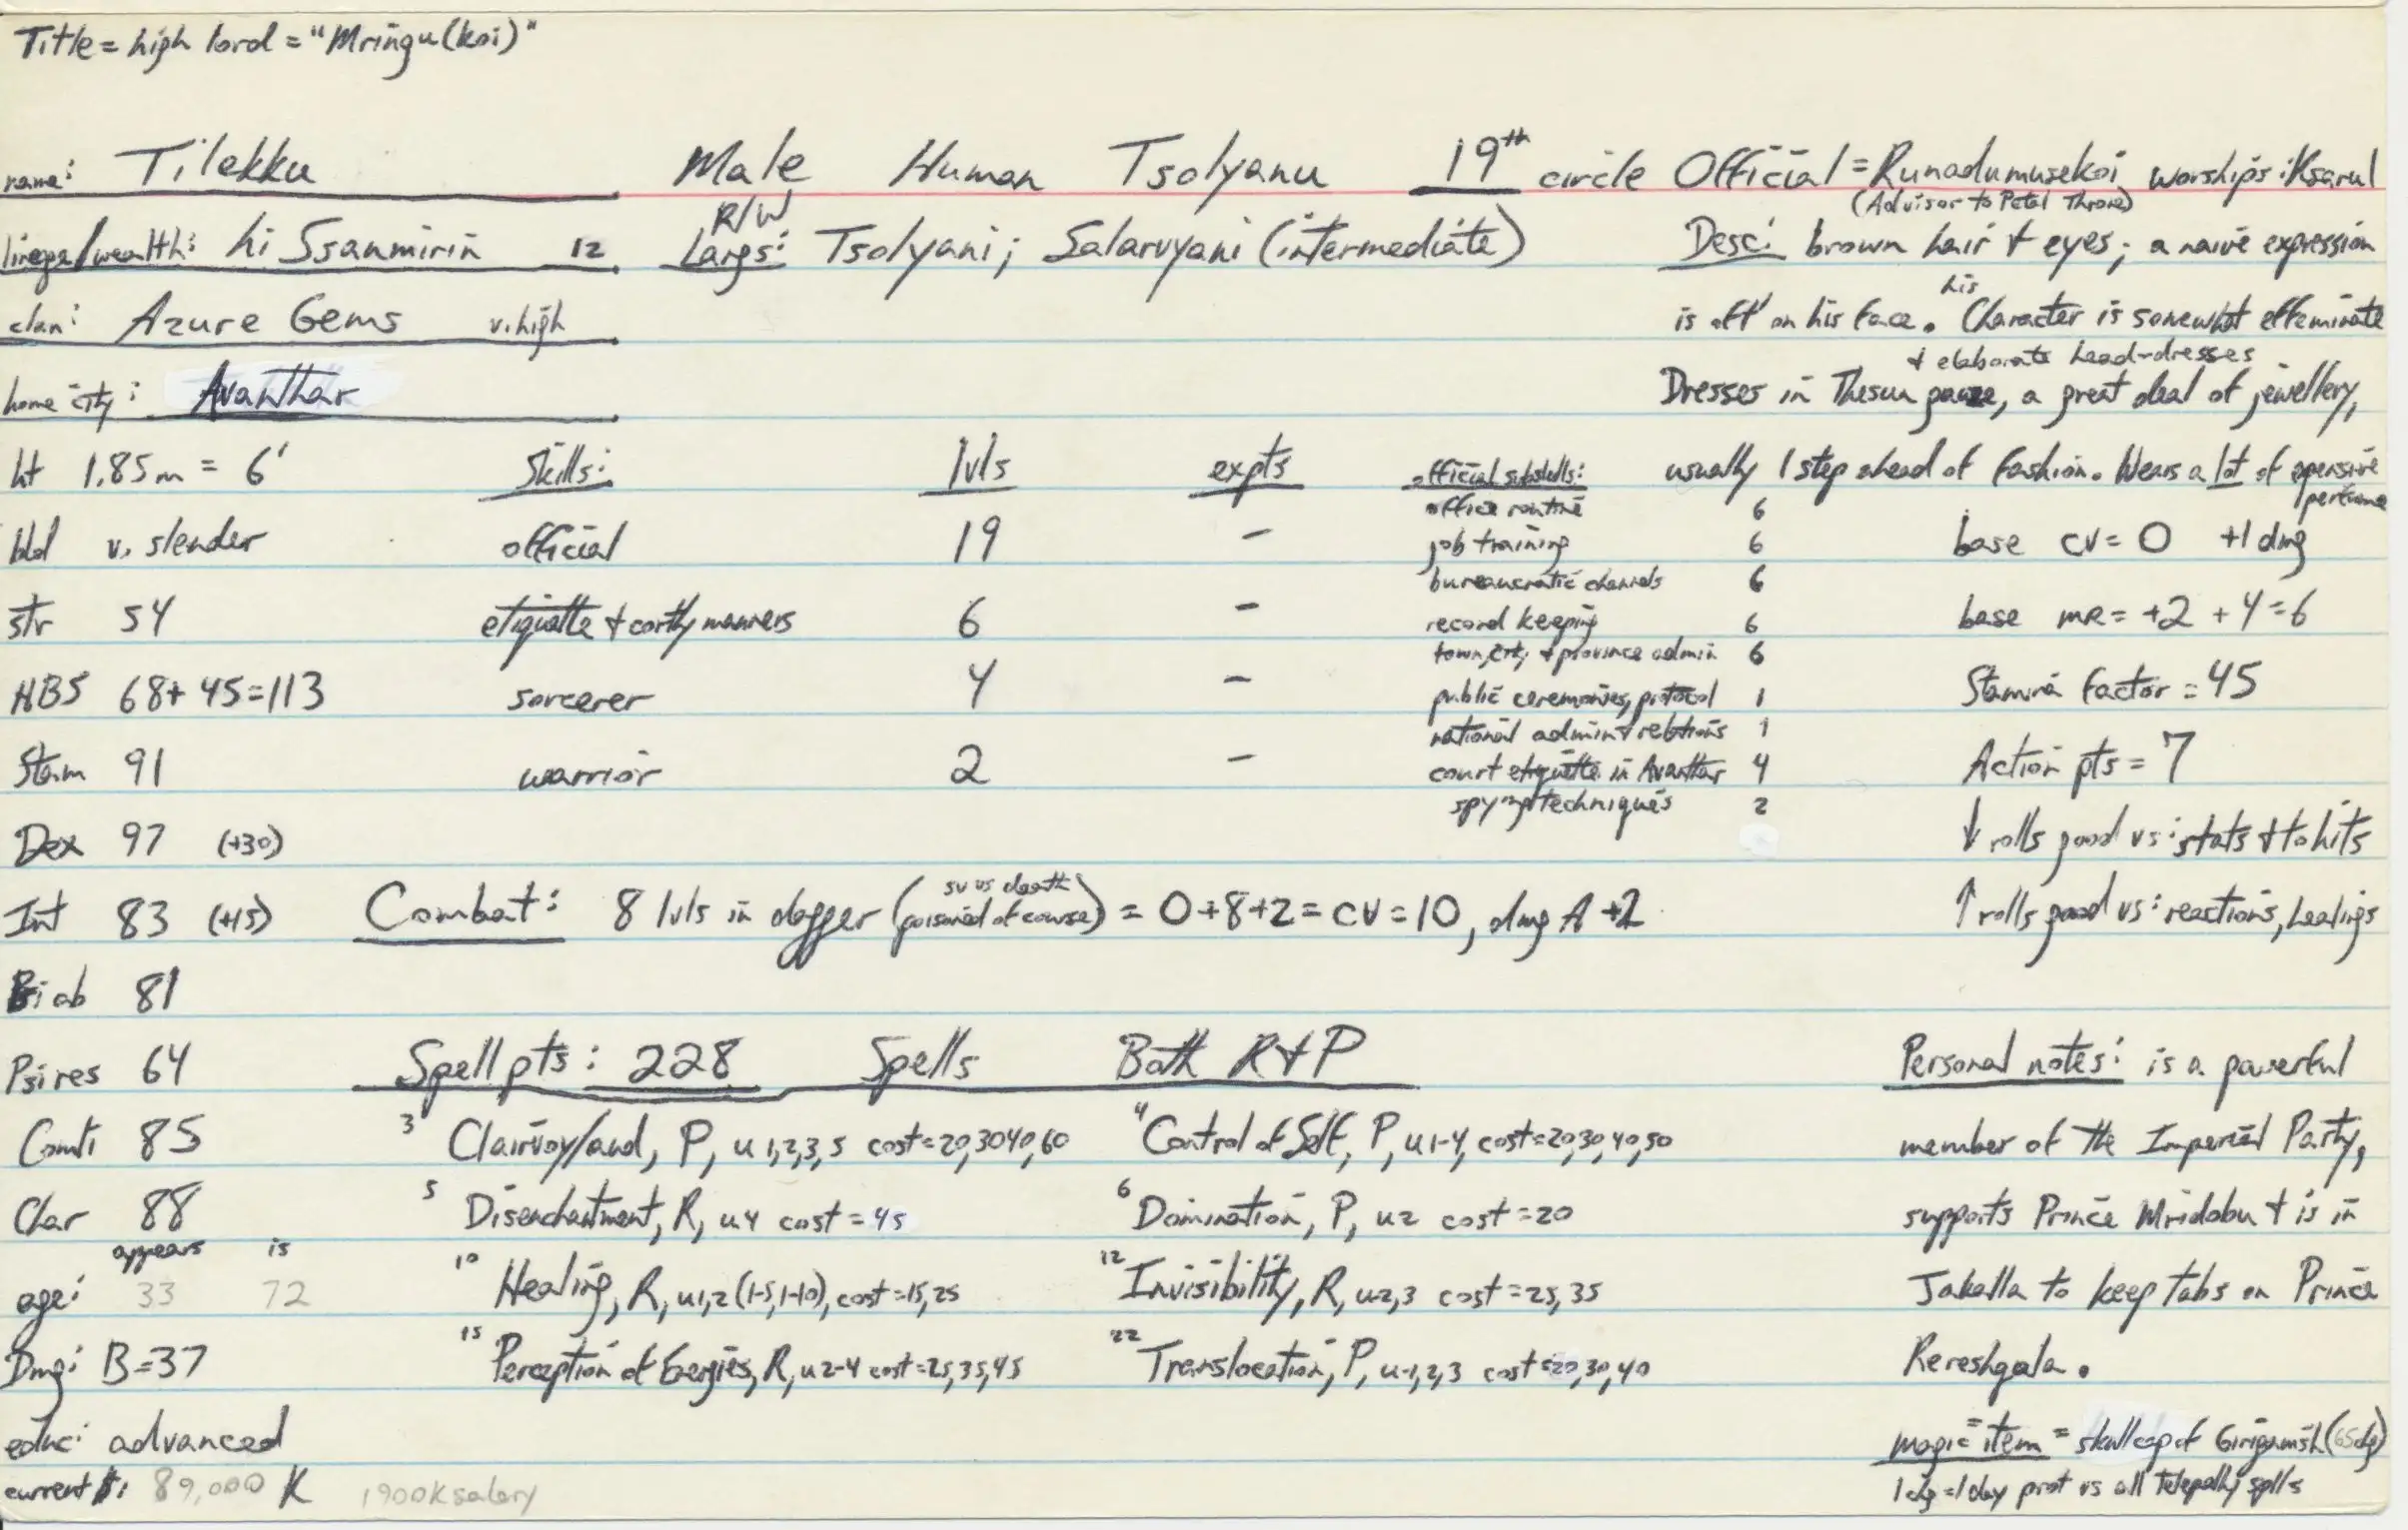 Title = high lord = "Mringu(koi)"
name: Tilekku Male Human Tsolyanu 19th circle Official = Runadumusekoi worships: Ksarul
(Advisor to Petal Throne)
lineage/wealth: hi Ssanmirin 12 R/W Langs: Tsolyani; Salarvyani (intermediate) Desc: brown hair + eyes; a naive expression
clan: Azure Gems v. high is oft' on his face. his Character is somewhat effeminate
home city: Avanthar Dresses in Thesun gauze, + elaborate head-dresses a great deal of jewellery,
ht 1.85m = 6' Skills: lvls expts official subskills: usually 1 step ahead of fashion. Wears a lot of expensive perfume
office routine 6
bld v. slender official 19 - job training 6 base cv = 0 +1 dmg
bureaucratic channels 6
str 54 etiquette + cortly manners 6 - record keeping 6 base mr = +2 + 4 = 6
town, city, + province admin 6
HBS 68 + 45 = 113 sorcerer 4 - public ceremonies, protocol 1 Stamina factor = 45
national admin + relations 1
Stam 91 warrior 2 - court etiquette in Avanthar 4 Action pts = 7
spying techniques 2
Dex 97 (+30) ↓ rolls good vs: stats + to hits
Int 83 (+15) Combat: 8 lvls in dagger (sv vs death poisoned of course) = 0+8+2 = cv = 10, dmg A +2 ↑ rolls good vs: reactions, healings
Psi ab 81
Psi res 64 Spell pts: 228 Spells Both R+P Personal notes: is a powerful
Comli 85 3 Clairvoy/aud, P, u 1,2,3,5 cost=20,30 40,60 4 Control of Self, P, u 1-4, cost=20,30,40,50 member of the Imperial Party,
Char 88 5 Disenchantment, R, u4 cost = 45 6 Domination, P, u2 cost = 20 supports Prince Mridobu + is in
appears is
age: 33 72 10 Healing, R, u1,2 (1-5,1-10), cost=15,25 12 Invisibility, R, u2,3 cost = 25, 35 Jakalla to keep tabs on Prince
Dmg: B=37 15 Perception of Energies, R, u 2-4 cost=25,35,45 22 Translocation, P, u-1,2,3 cost=20,30,40 Rereshqala.
educ: advanced magic item = skullcap of Girigamish (65chg)
current $: 89,000 K 1900K salary 1 chg = 1 day prot vs all telepathy splls